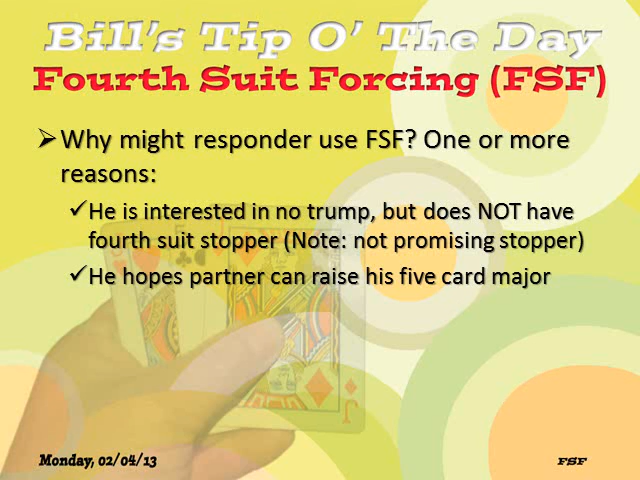 Bill's Tip O' The Day
Fourth Suit Forcing (FSF)
➢Why might responder use FSF? One or more
reasons:
✓He is interested in no trump, but does NOT have
fourth suit stopper (Note: not promising stopper)
✓He hopes partner can raise his five card major
Monday, 02/04/13
FSF